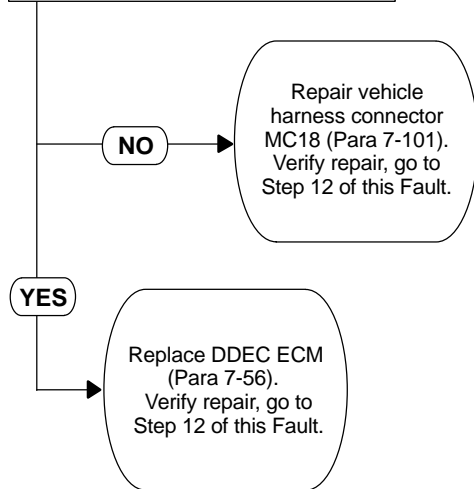 NO
Repair vehicle
harness connector
MC18 (Para 7-101).
Verify repair, go to
Step 12 of this Fault.
YES
Replace DDEC ECM
(Para 7-56).
Verify repair, go to
Step 12 of this Fault.